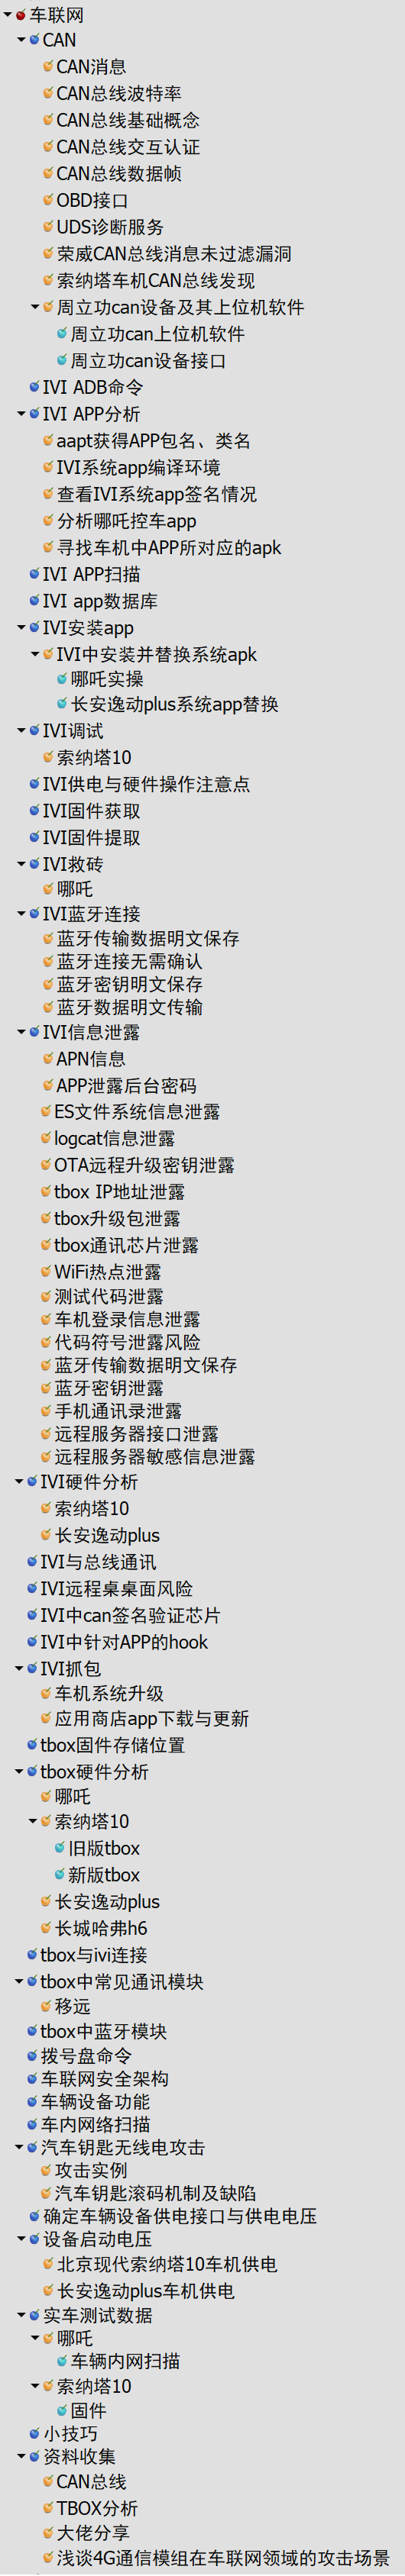 车联网
CAN
CAN消息
CAN总线波特率
CAN总线基础概念
CAN总线交互认证
CAN总线数据帧
OBD接口
UDS诊断服务
荣威CAN总线消息未过滤漏洞
索纳塔车机CAN总线发现
周立功can设备及其上位机软件
周立功can上位机软件
周立功can设备接口
IVI ADB命令
IVI APP分析
aapt获得APP包名、类名
IVI系统app编译环境
查看IVI系统app签名情况
分析哪吒控车app
寻找车机中APP所对应的apk
IVI APP扫描
IVI app数据库
IVI安装app
IVI中安装并替换系统apk
哪吒实操
长安逸动plus系统app替换
IVI调试
索纳塔10
IVI供电与硬件操作注意点
IVI固件获取
IVI固件提取
IVI救砖
哪吒
IVI蓝牙连接
蓝牙传输数据明文保存
蓝牙连接无需确认
蓝牙密钥明文保存
蓝牙数据明文传输
IVI信息泄露
APN信息
APP泄露后台密码
ES文件系统信息泄露
logcat信息泄露
OTA远程升级密钥泄露
tbox IP地址泄露
tbox升级包泄露
tbox通讯芯片泄露
WiFi热点泄露
测试代码泄露
车机登录信息泄露
代码符号泄露风险
蓝牙传输数据明文保存
蓝牙密钥泄露
手机通讯录泄露
远程服务器接口泄露
远程服务器敏感信息泄露
IVI硬件分析
索纳塔10
长安逸动plus
IVI与总线通讯
IVI远程桌桌面风险
IVI中can签名验证芯片
IVI中针对APP的hook
IVI抓包
车机系统升级
应用商店app下载与更新
tbox固件存储位置
tbox硬件分析
哪吒
索纳塔10
旧版tbox
新版tbox
长安逸动plus
长城哈弗h6
tbox与ivi连接
tbox中常见通讯模块
移远
tbox中蓝牙模块
拨号盘命令
车联网安全架构
车辆设备功能
车内网络扫描
汽车钥匙无线电攻击
攻击实例
汽车钥匙滚码机制及缺陷
确定车辆设备供电接口与供电电压
设备启动电压
北京现代索纳塔10车机供电
长安逸动plus车机供电
实车测试数据
哪吒
车辆内网扫描
索纳塔10
固件
小技巧
资料收集
CAN总线
TBOX分析
大佬分享
浅谈4G通信模组在车联网领域的攻击场景